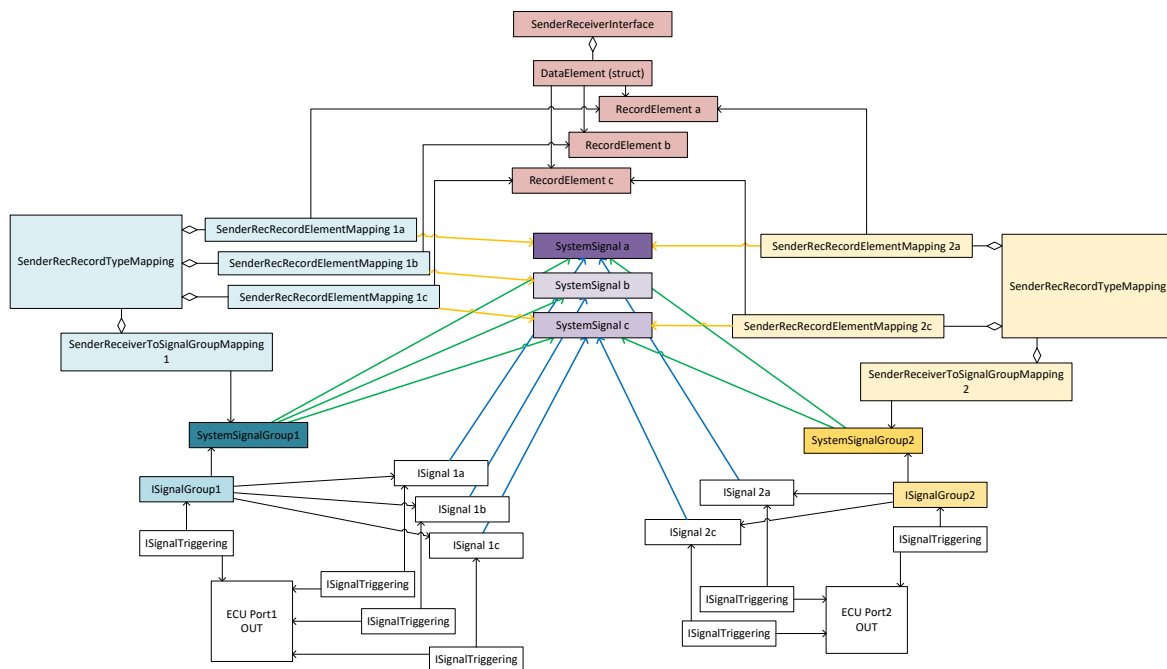 SenderReceiverInterface
DataElement (struct)
RecordElement a
RecordElement b
RecordElement c
SenderRecRecordTypeMapping
SenderRecRecordElementMapping 1a
SenderRecRecordElementMapping 1b
SenderRecRecordElementMapping 1c
SystemSignal a
SystemSignal b
SystemSignal c
SenderRecRecordElementMapping 2a
SenderRecRecordElementMapping 2c
SenderRecRecordTypeMapping
SenderReceiverToSignalGroupMapping
1
SenderReceiverToSignalGroupMapping
2
SystemSignalGroup1
SystemSignalGroup2
ISignalGroup1
ISignal 1a
ISignal 1b
ISignal 1c
ISignal 2a
ISignal 2c
ISignalGroup2
ISignalTriggering
ISignalTriggering
ECU Port1
OUT
ISignalTriggering
ISignalTriggering
ISignalTriggering
ISignalTriggering
ISignalTriggering
ECU Port2
OUT